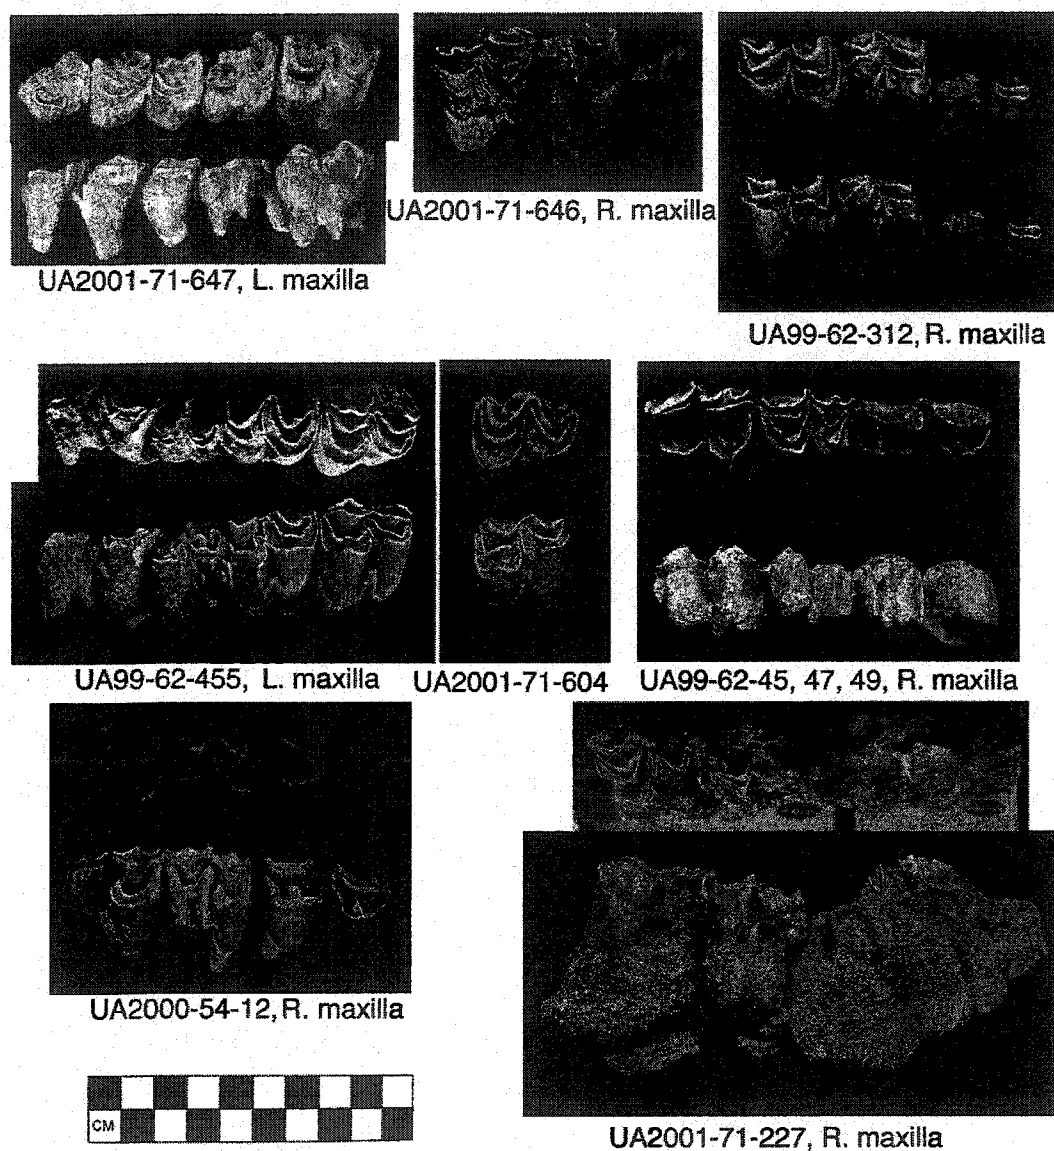 UA2001-71-647, L. maxilla
UA2001-71-646, R. maxilla
UA99-62-312, R. maxilla
UA99-62-455, L. maxilla
UA2001-71-604
UA99-62-45, 47, 49, R. maxilla
UA2000-54-12, R. maxilla
CM
UA2001-71-227, R. maxilla